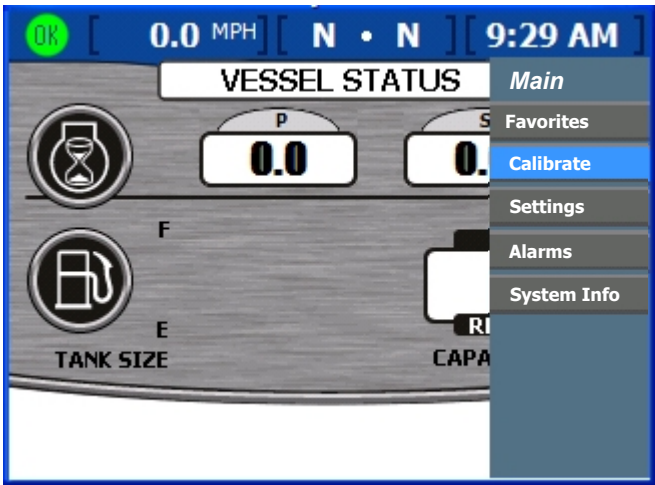 OK [ 0.0 MPH ] [ N • N ] [ 9:29 AM ]
VESSEL STATUS
Main
P
Favorites
0.0
Calibrate
Settings
F
Alarms
System Info
E
TANK SIZE